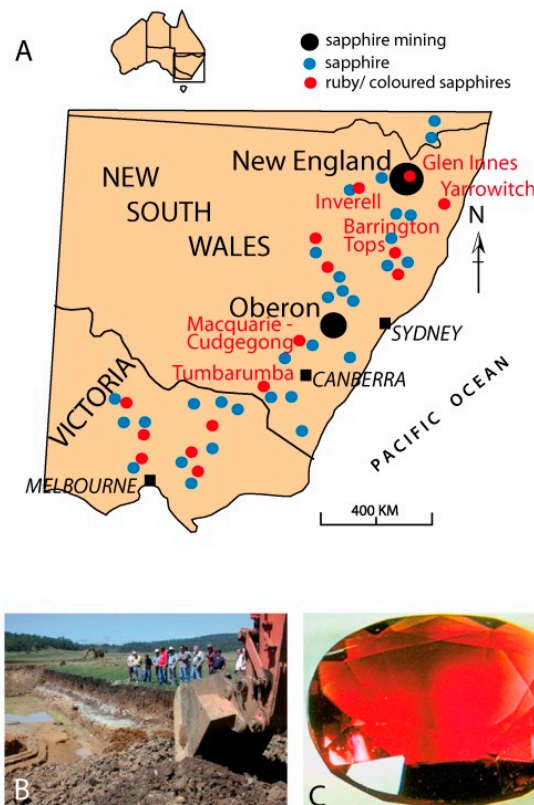 A
sapphire mining
sapphire
ruby/ coloured sapphires
NEW
SOUTH
WALES
New England
Glen Innes
Yarrowitch
Inverell
Barrington
Tops
N
Oberon
SYDNEY
Macquarie -
Cudgegong
Tumbarumba
CANBERRA
VICTORIA
PACIFIC OCEAN
MELBOURNE
400 KM
B
C